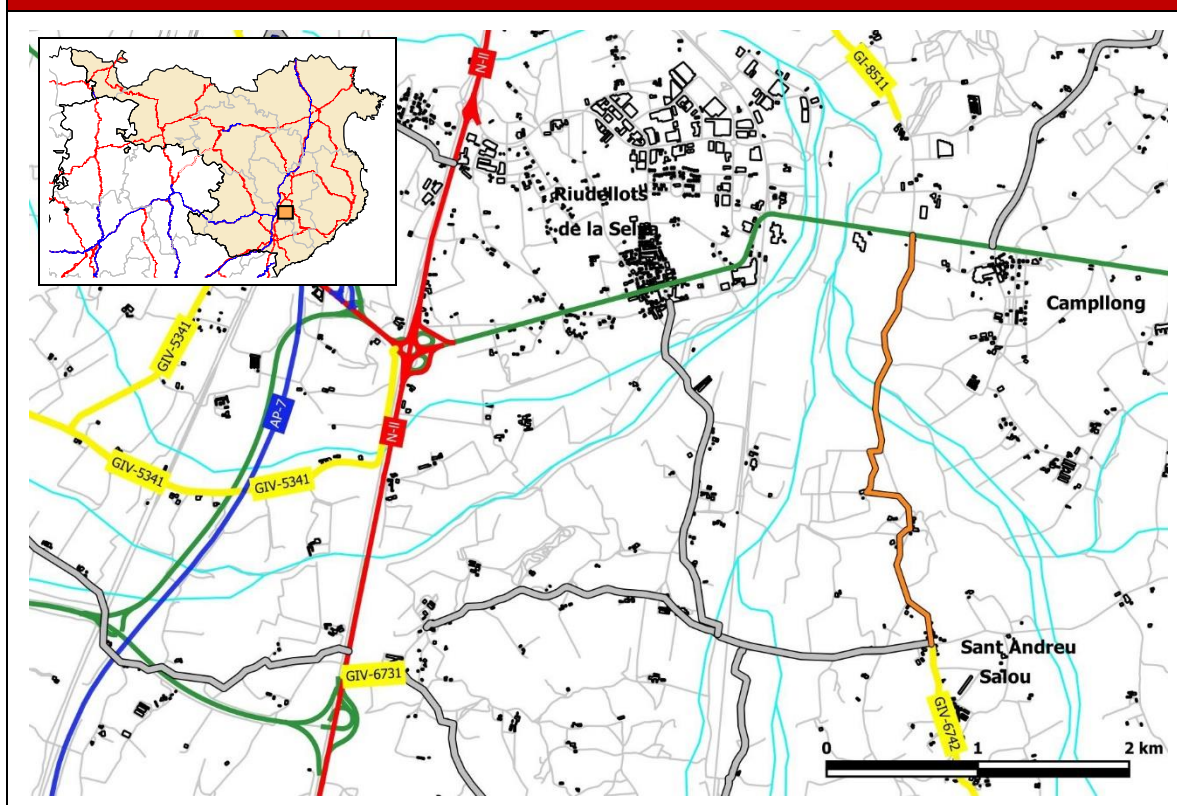 N-II
GI-8511
Riudellots
de la Selva
Campllong
GIV-5341
AP-7
N-II
GIV-5341
GIV-5341
Sant Andreu
Salou
GIV-6731
GIV-6742
0 1 2 km